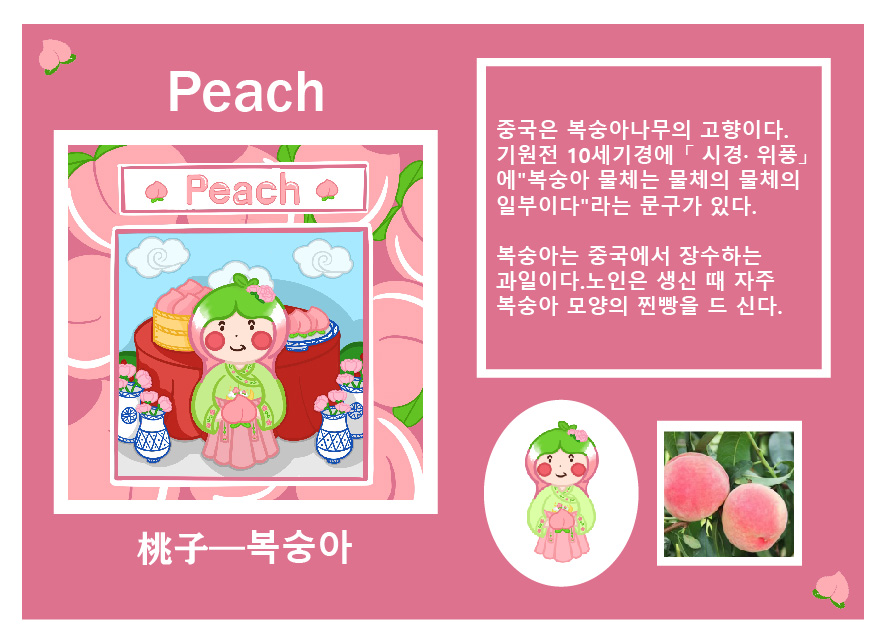 Peach
Peach
桃子—복숭아
중국은 복숭아나무의 고향이다.
기원전 10세기경에 「 시경· 위풍」
에"복숭아 물체는 물체의 물체의
일부이다"라는 문구가 있다.
복숭아는 중국에서 장수하는
과일이다.노인은 생신 때 자주
복숭아 모양의 찐빵을 드 신다.